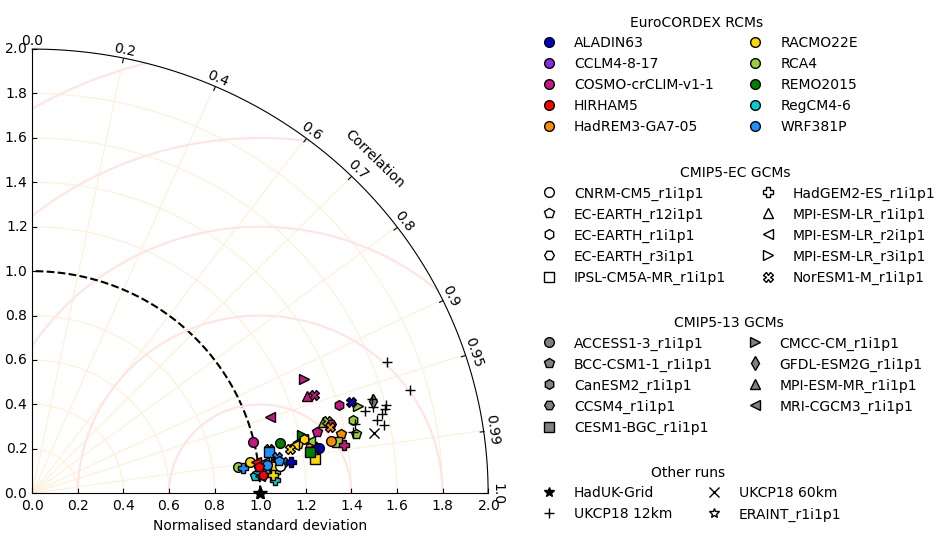 0.0
0.2
0.4
0.6
0.7
0.8
0.9
0.95
0.99
1.0
Correlation
2.0
1.8
1.6
1.4
1.2
1.0
0.8
0.6
0.4
0.2
0.0
0.0 0.2 0.4 0.6 0.8 1.0 1.2 1.4 1.6 1.8 2.0
Normalised standard deviation
EuroCORDEX RCMs
ALADIN63 RACMO22E
CCLM4-8-17 RCA4
COSMO-crCLIM-v1-1 REMO2015
HIRHAM5 RegCM4-6
HadREM3-GA7-05 WRF381P
CMIP5-EC GCMs
CNRM-CM5_r1i1p1 HadGEM2-ES_r1i1p1
EC-EARTH_r12i1p1 MPI-ESM-LR_r1i1p1
EC-EARTH_r1i1p1 MPI-ESM-LR_r2i1p1
EC-EARTH_r3i1p1 MPI-ESM-LR_r3i1p1
IPSL-CM5A-MR_r1i1p1 NorESM1-M_r1i1p1
CMIP5-13 GCMs
ACCESS1-3_r1i1p1 CMCC-CM_r1i1p1
BCC-CSM1-1_r1i1p1 GFDL-ESM2G_r1i1p1
CanESM2_r1i1p1 MPI-ESM-MR_r1i1p1
CCSM4_r1i1p1 MRI-CGCM3_r1i1p1
CESM1-BGC_r1i1p1
Other runs
HadUK-Grid UKCP18 60km
UKCP18 12km ERAINT_r1i1p1